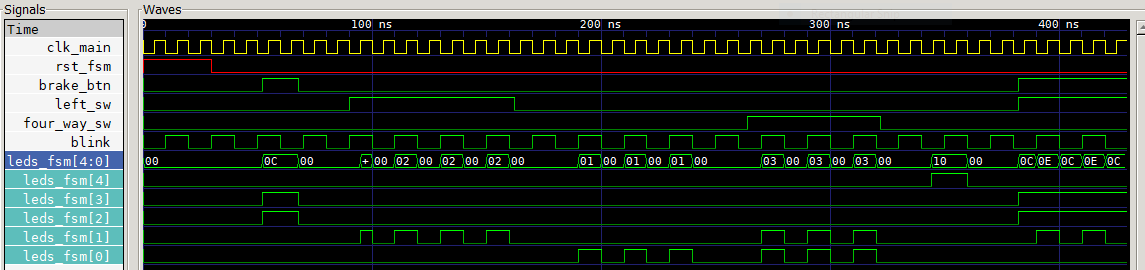 Signals Waves
Time 0 100 ns 200 ns 300 ns 400 ns
clk_main
rst_fsm
brake_btn
left_sw
four_way_sw
blink
leds_fsm[4:0] 00 0C 00 + 00 02 00 02 00 02 00 01 00 01 00 01 00 03 00 03 00 03 00 10 00 0C 0E 0C 0E 0C
leds_fsm[4]
leds_fsm[3]
leds_fsm[2]
leds_fsm[1]
leds_fsm[0]